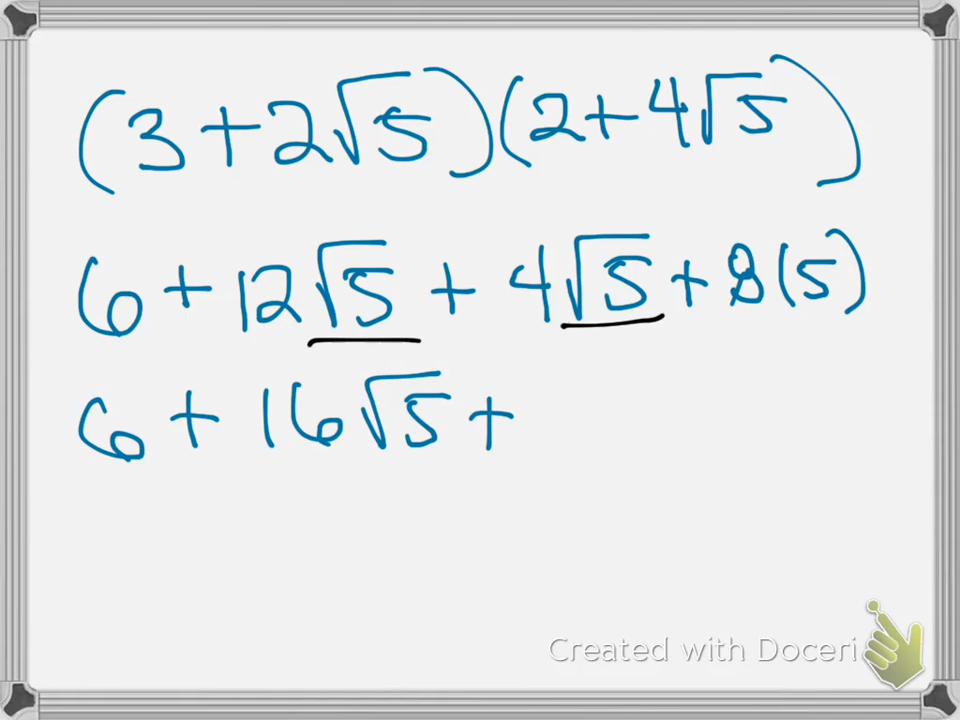 (3+2√5)(2+4√5)
6+12√5+4√5+8(5)
6+16√5+
Created with Doceri